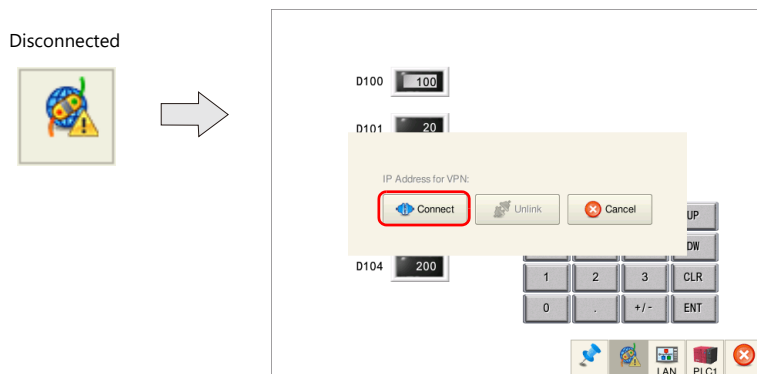 Disconnected
D100 100
D101 20
IP Address for VPN:
Connect Unlink Cancel
UP
DW
D104 200
1 2 3 CLR
0 . +/- ENT
LAN PLC1